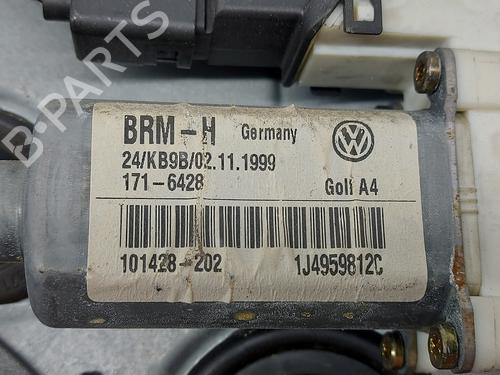 B-PARTS
BRM-H Germany
24/KB9B/02.11.1999
171-6428 Golf A4
101428-202 1J4959812C